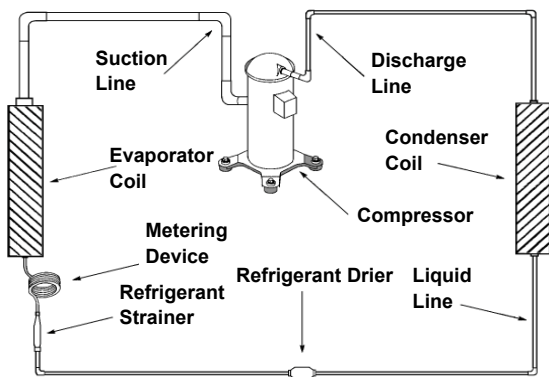 Suction
Line
Discharge
Line
Evaporator
Coil
Condenser
Coil
Compressor
Metering
Device
Refrigerant Drier
Liquid
Line
Refrigerant
Strainer